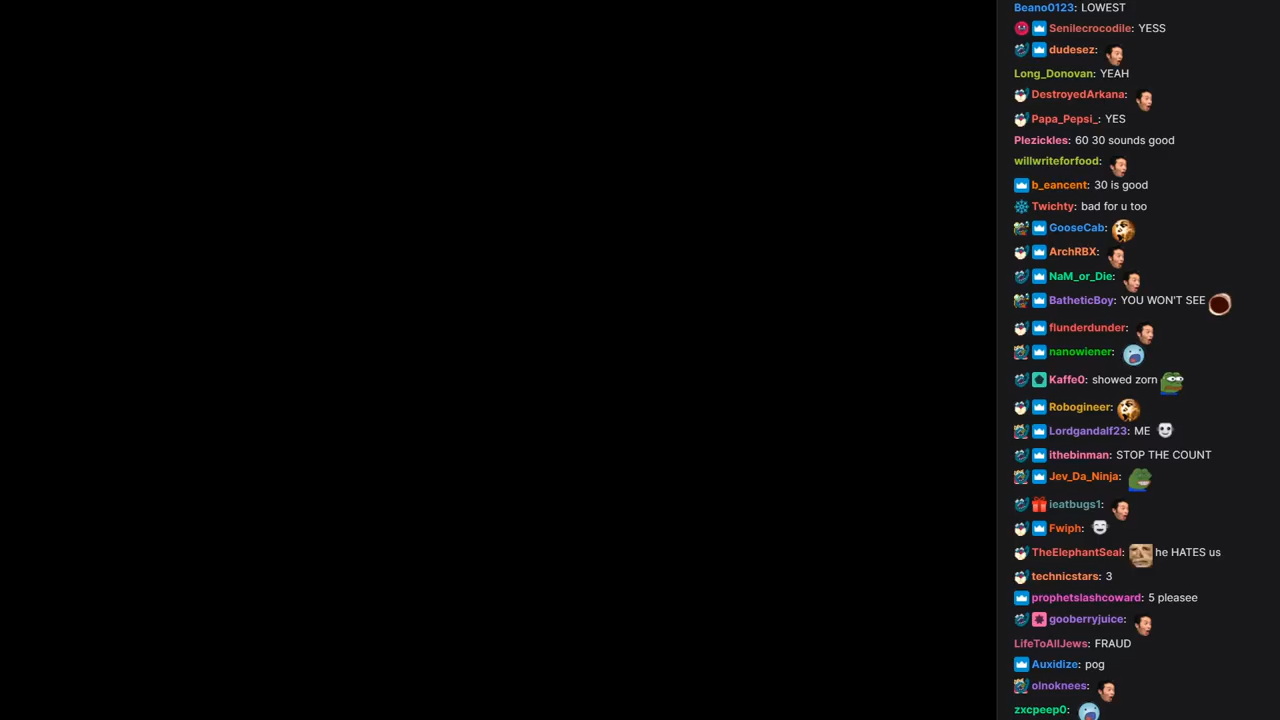 Beano0123: LOWEST
Senilecrocodile: YESS
dudesez:
Long_Donovan: YEAH
DestroyedArkana:
Papa_Pepsi_: YES
Plezickles: 60 30 sounds good
willwriteforfood:
b_eancent: 30 is good
Twichty: bad for u too
GooseCab:
ArchRBX:
NaM_or_Die:
BatheticBoy: YOU WON'T SEE
flunderdunder:
nanowiener:
Kaffe0: showed zorn
Robogineer:
Lordgandalf23: ME
ithebinman: STOP THE COUNT
Jev_Da_Ninja:
ieatbugs1:
Fwiph:
TheElephantSeal: he HATES us
technicstars: 3
prophetslashcoward: 5 pleasee
gooberryjuice:
LifeToAllJews: FRAUD
Auxidize: pog
olnoknees:
zxcpeep0: